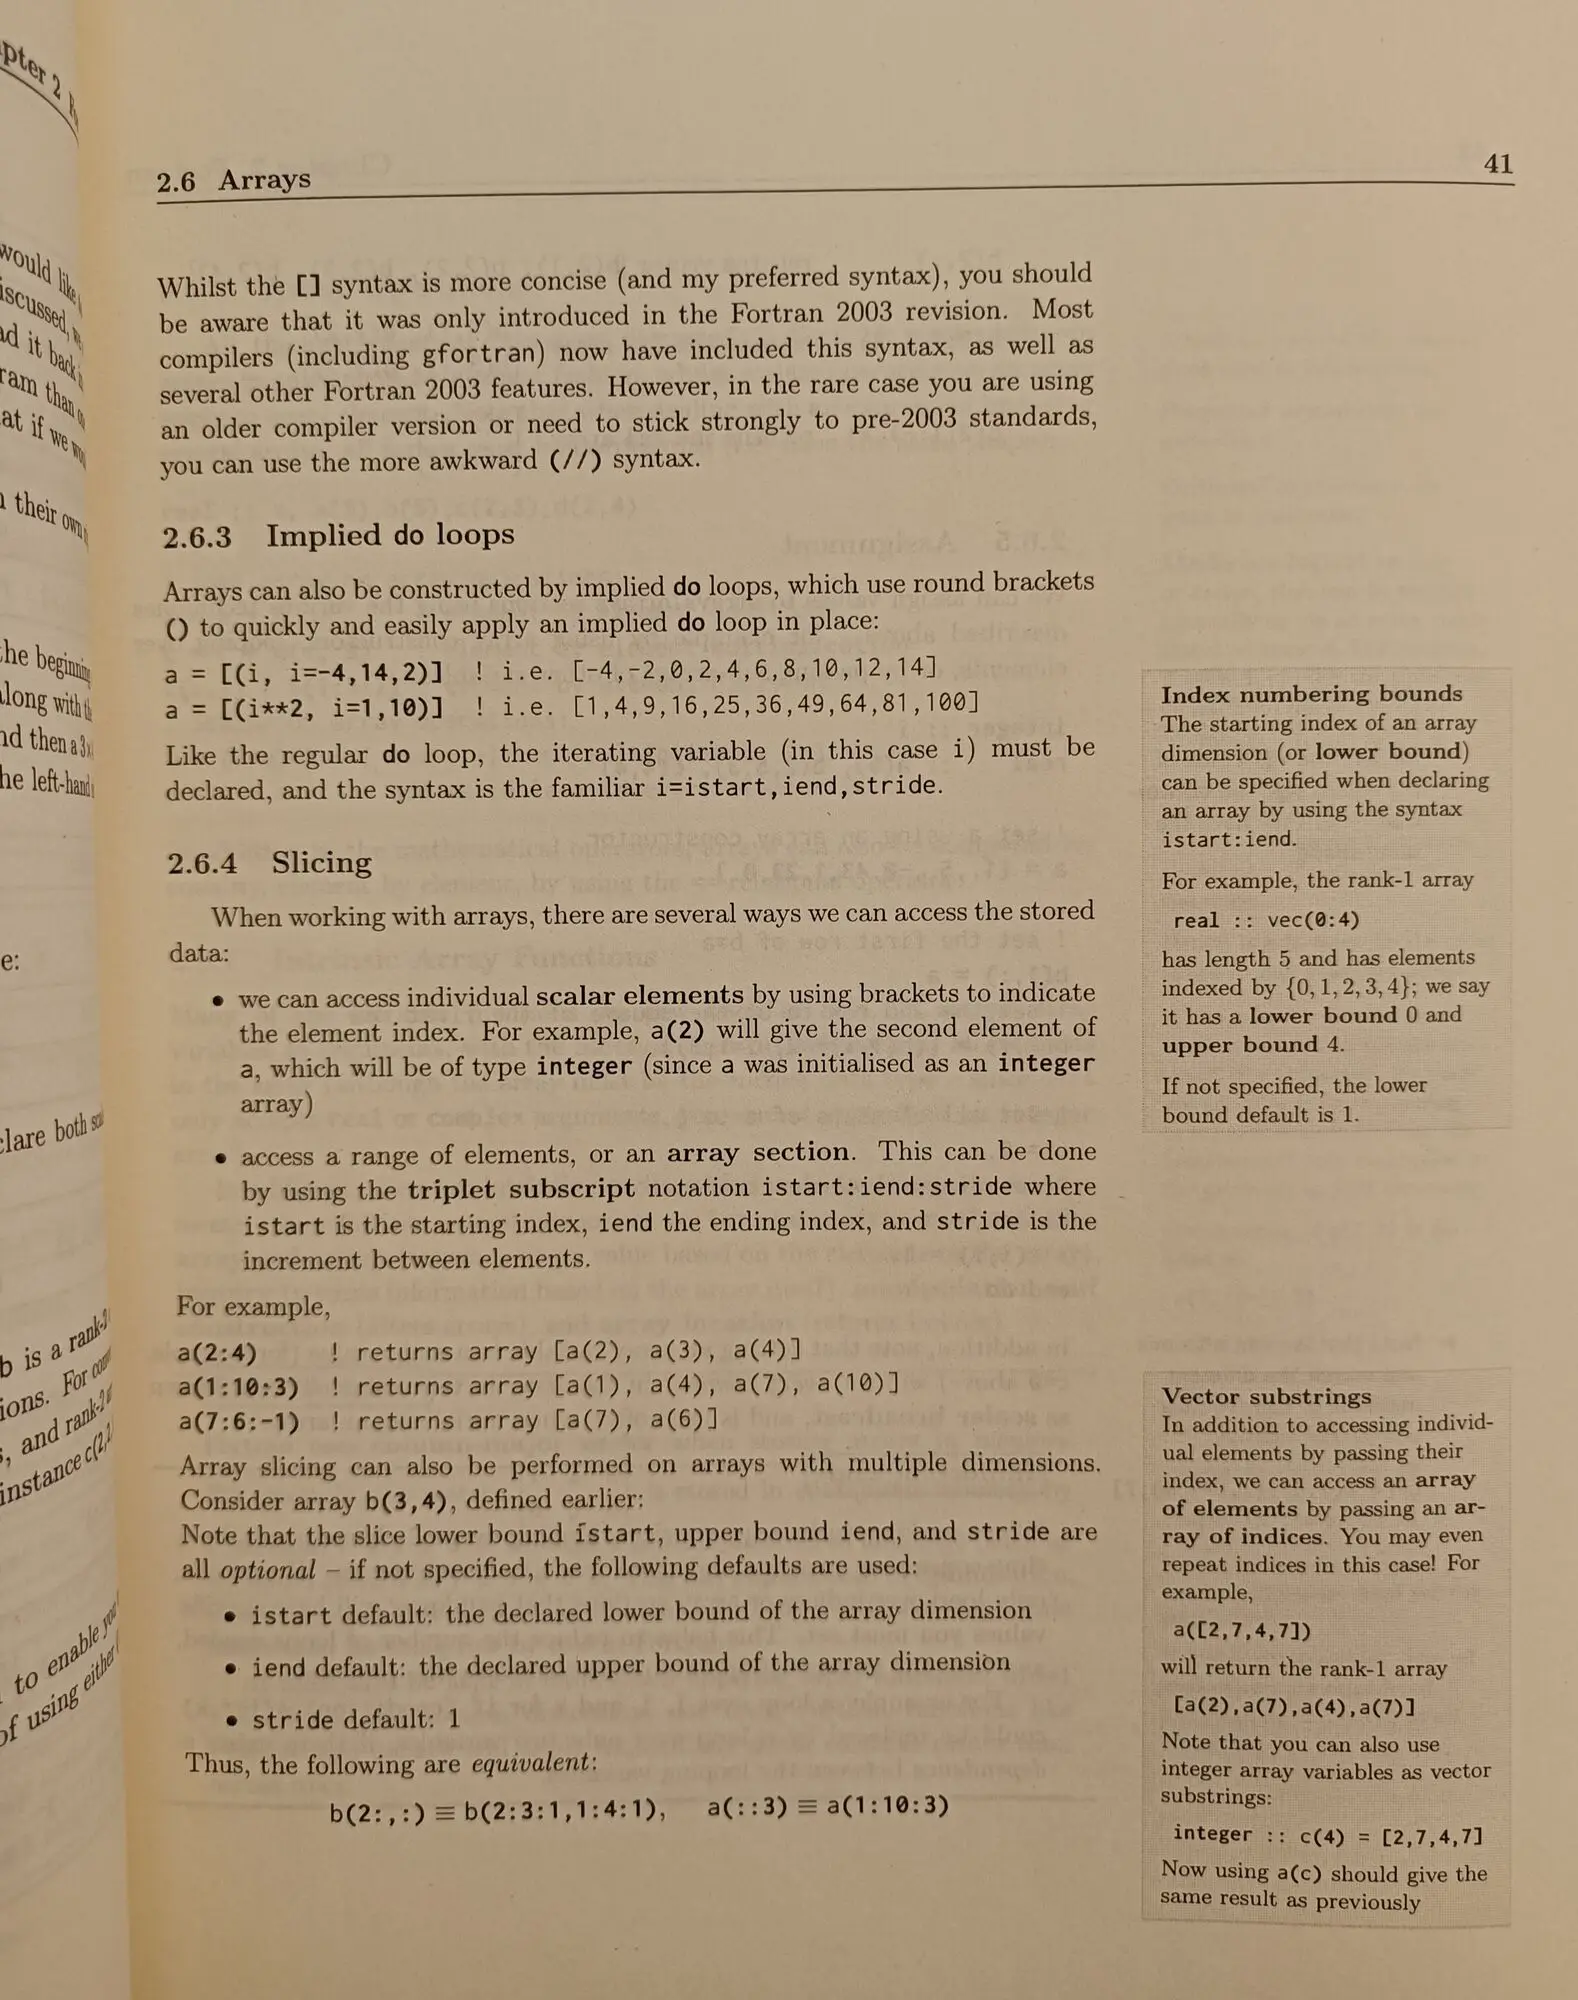 2.6 Arrays
41
Whilst the [] syntax is more concise (and my preferred syntax), you should
be aware that it was only introduced in the Fortran 2003 revision. Most
compilers (including gfortran) now have included this syntax, as well as
several other Fortran 2003 features. However, in the rare case you are using
an older compiler version or need to stick strongly to pre-2003 standards,
you can use the more awkward (//) syntax.
2.6.3 Implied do loops
Arrays can also be constructed by implied do loops, which use round brackets
() to quickly and easily apply an implied do loop in place:
a = [(i, i=-4,14,2)] ! i.e. [-4,-2,0,2,4,6,8,10,12,14]
a = [(i**2, i=1,10)] ! i.e. [1,4,9,16,25,36,49,64,81,100]
Like the regular do loop, the iterating variable (in this case i) must be
declared, and the syntax is the familiar i=istart,iend,stride.
2.6.4 Slicing
When working with arrays, there are several ways we can access the stored
data:
• we can access individual scalar elements by using brackets to indicate
the element index. For example, a(2) will give the second element of
a, which will be of type integer (since a was initialised as an integer
array)
• access a range of elements, or an array section. This can be done
by using the triplet subscript notation istart:iend:stride where
istart is the starting index, iend the ending index, and stride is the
increment between elements.
For example,
a(2:4) ! returns array [a(2), a(3), a(4)]
a(1:10:3) ! returns array [a(1), a(4), a(7), a(10)]
a(7:6:-1) ! returns array [a(7), a(6)]
Array slicing can also be performed on arrays with multiple dimensions.
Consider array b(3,4), defined earlier:
Note that the slice lower bound istart, upper bound iend, and stride are
all optional – if not specified, the following defaults are used:
• istart default: the declared lower bound of the array dimension
• iend default: the declared upper bound of the array dimension
• stride default: 1
Thus, the following are equivalent:
b(2:,:) ≡ b(2:3:1,1:4:1), a(::3) ≡ a(1:10:3)
Index numbering bounds
The starting index of an array
dimension (or lower bound)
can be specified when declaring
an array by using the syntax
istart:iend.
For example, the rank-1 array
real :: vec(0:4)
has length 5 and has elements
indexed by {0, 1, 2, 3, 4}; we say
it has a lower bound 0 and
upper bound 4.
If not specified, the lower
bound default is 1.
Vector substrings
In addition to accessing individ-
ual elements by passing their
index, we can access an array
of elements by passing an ar-
ray of indices. You may even
repeat indices in this case! For
example,
a([2,7,4,7])
will return the rank-1 array
[a(2),a(7),a(4),a(7)]
Note that you can also use
integer array variables as vector
substrings:
integer :: c(4) = [2,7,4,7]
Now using a(c) should give the
same result as previously